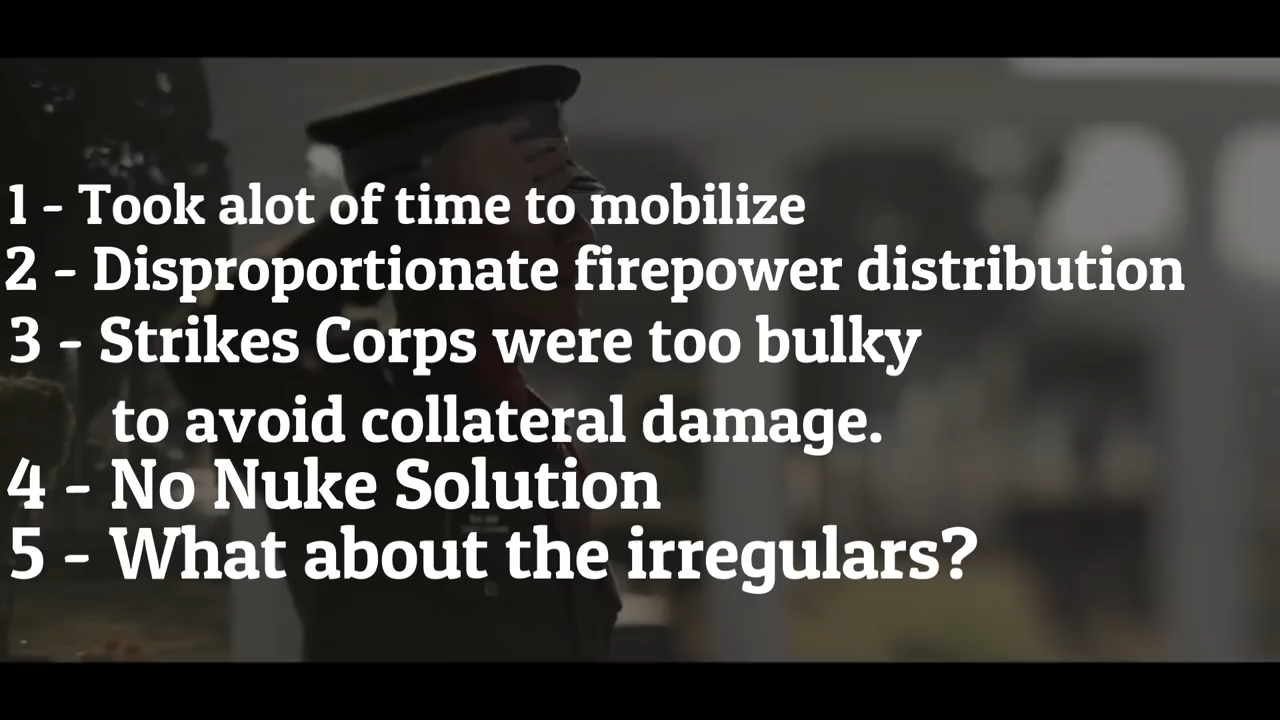 1 - Took alot of time to mobilize
2 - Disproportionate firepower distribution
3 - Strikes Corps were too bulky
to avoid collateral damage.
4 - No Nuke Solution
5 - What about the irregulars?